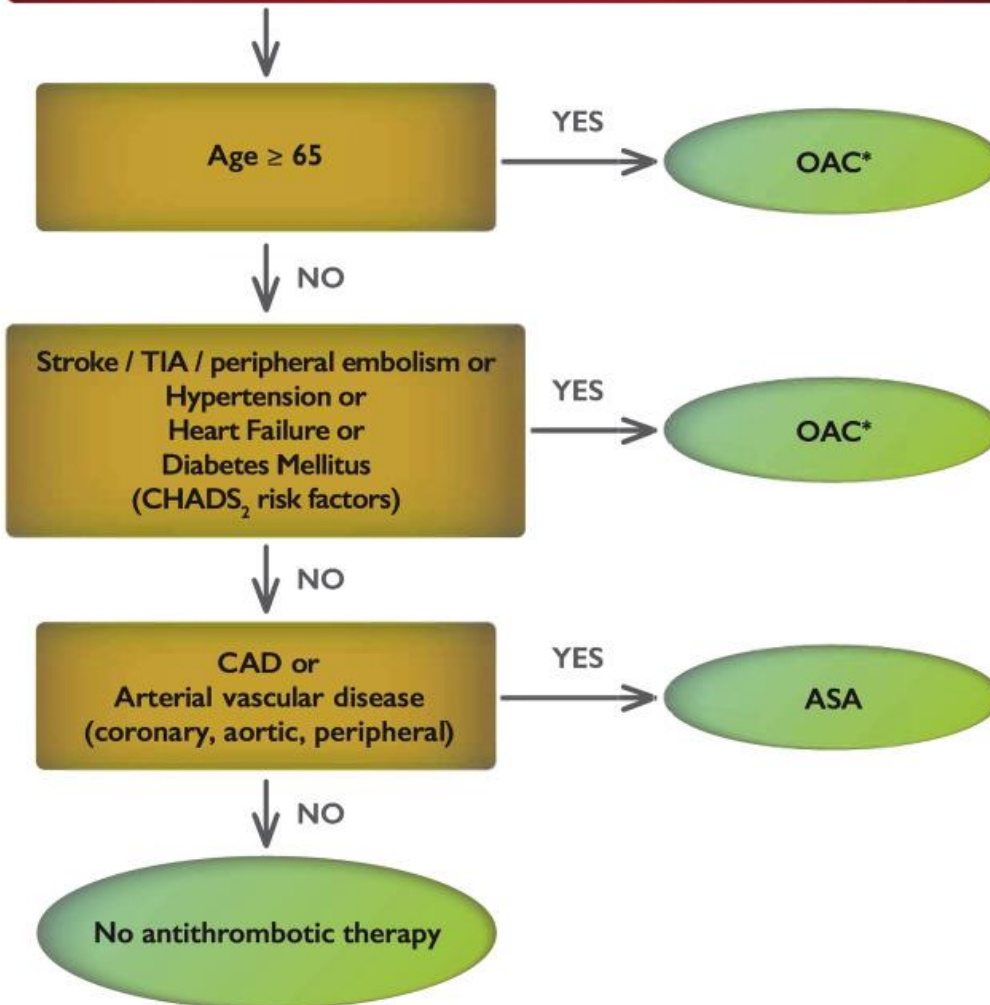 Age ≥ 65
YES
OAC*
NO
Stroke / TIA / peripheral embolism or
Hypertension or
Heart Failure or
Diabetes Mellitus
(CHADS₂ risk factors)
YES
OAC*
NO
CAD or
Arterial vascular disease
(coronary, aortic, peripheral)
YES
ASA
NO
No antithrombotic therapy